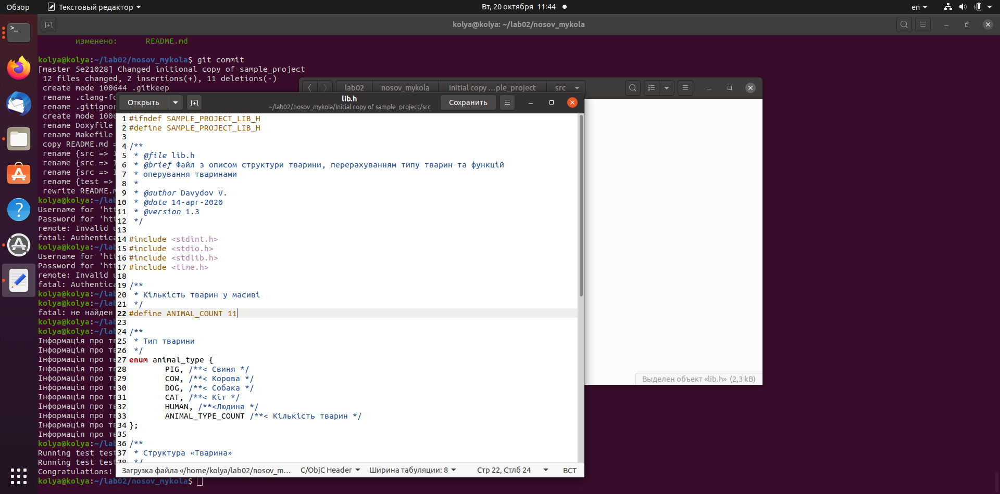 Обзор
Текстовый редактор
Вт, 20 октября 11:44
en
kolya@kolya: ~/lab02/nosov_mykola
изменено: README.md
kolya@kolya:~/lab02/nosov_mykola$ git commit
[master 5e21028] Changed initional copy of sample_project
12 files changed, 2 insertions(+), 11 deletions(-)
create mode 100644 .gitkeep
rename .clang-fo
rename .gitignor
create mode 1006
rename Doxyfile
rename Makefile
copy README.md =
rename {src => 
rename {src => 
rename {src => 
rename {test =>
rewrite README.m
kolya@kolya:~/lab
Username for 'htt
Password for 'htt
remote: Invalid u
fatal: Authentica
kolya@kolya:~/lab
Username for 'htt
Password for 'htt
remote: Invalid u
fatal: Authentica
kolya@kolya:~/lab
kolya@kolya:~/lab
fatal: не найден
kolya@kolya:~/lab
kolya@kolya:~/lab
Інформація про тв
Інформація про тв
Інформація про тв
Інформація про тв
Інформація про тв
Інформація про тв
Інформація про тв
Інформація про тв
Інформація про тв
Інформація про тв
Інформація про тв
kolya@kolya:~/lab
Running test test
Running test test
Congratulations!
kolya@kolya:~/lab02/nosov_mykola$
lab02 nosov_mykola Initial copy …ple_project src
Выделен объект «lib.h» (2,3 kB)
Открыть
lib.h
~/lab02/nosov_mykola/Initial copy of sample_project/src
Сохранить
1 #ifndef SAMPLE_PROJECT_LIB_H
2 #define SAMPLE_PROJECT_LIB_H
3
4 /**
5 * @file lib.h
6 * @brief Файл з описом структури тварини, перерахуванням типу тварин та функцій
7 * оперування тваринами
8 *
9 * @author Davydov V.
10 * @date 14-apr-2020
11 * @version 1.3
12 */
13
14 #include <stdint.h>
15 #include <stdio.h>
16 #include <stdlib.h>
17 #include <time.h>
18
19 /**
20 * Кількість тварин у масиві
21 */
22 #define ANIMAL_COUNT 11
23
24 /**
25 * Тип тварини
26 */
27 enum animal_type {
28 PIG, /**< Свиня */
29 COW, /**< Корова */
30 DOG, /**< Собака */
31 CAT, /**< Кіт */
32 HUMAN, /**<Людина */
33 ANIMAL_TYPE_COUNT /**< Кількість тварин */
34 };
35
36 /**
37 * Структура «Тварина»
38 */
Загрузка файла «/home/kolya/lab02/nosov_m… C/ObjC Header Ширина табуляции: 8 Стр 22, Стлб 24 ВСТ